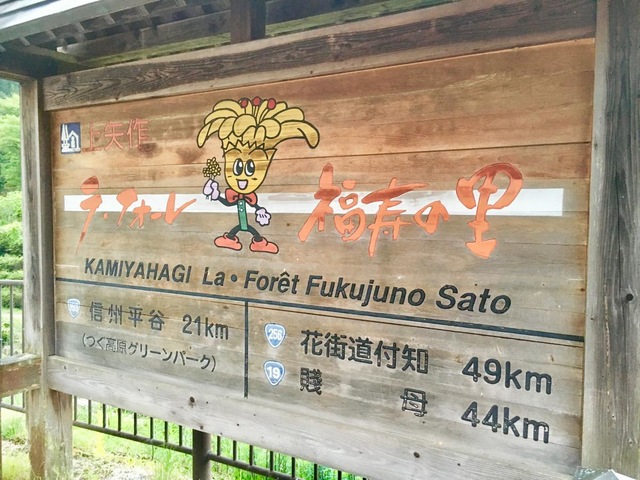 上矢作
ラ・フォーレ 福寿の里
KAMIYAHAGI La・Forêt Fukujuno Sato
信州平谷 21km
(つく高原グリーンパーク)
256 花街道付知 49km
19 賤母 44km